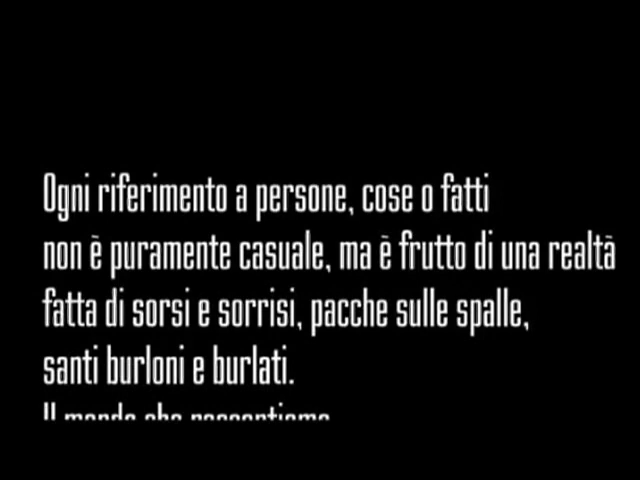 Ogni riferimento a persone, cose o fatti
non è puramente casuale, ma è frutto di una realtà
fatta di sorsi e sorrisi, pacche sulle spalle,
santi burloni e burlati.
Il mondo che raccontiamo